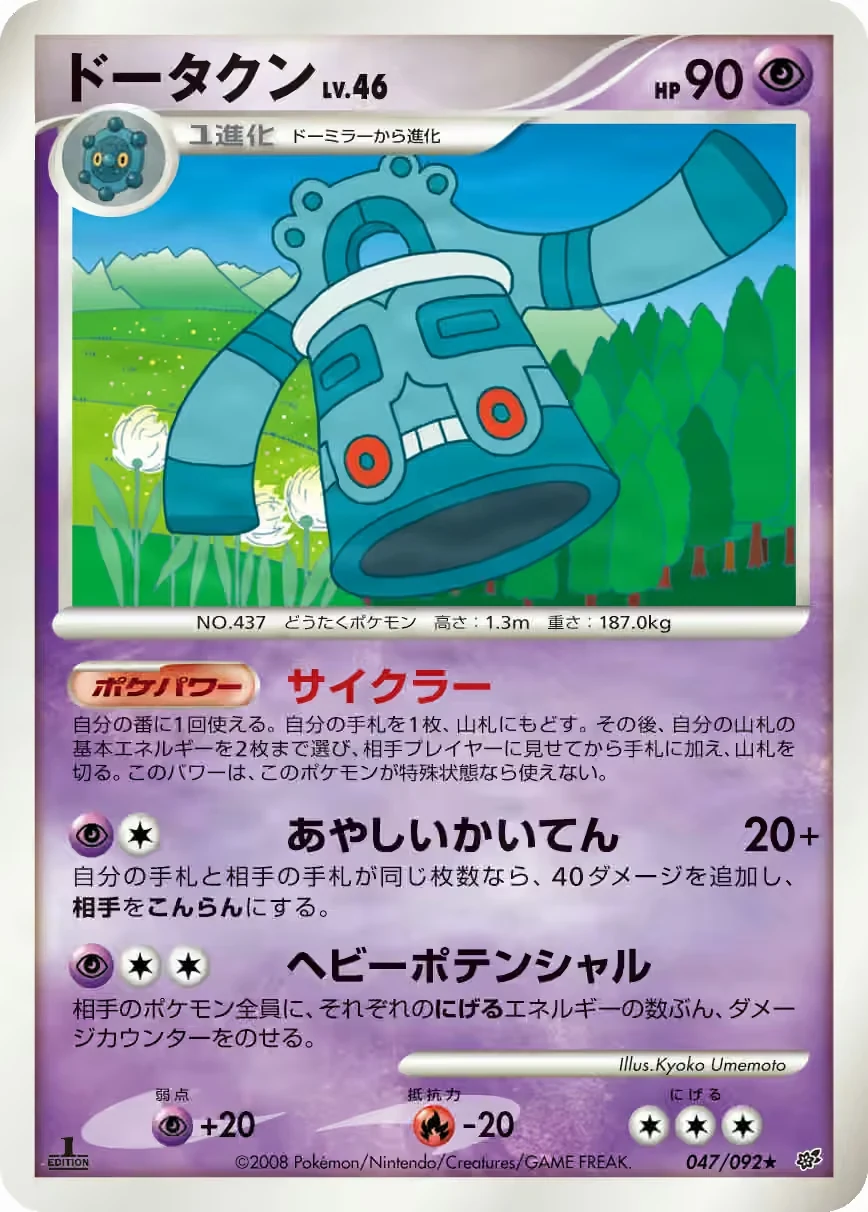 ドータクン LV.46 HP 90
1進化 ドーミラーから進化
NO.437 どうたくポケモン 高さ:1.3m 重さ:187.0kg
ポケパワー サイクラー
自分の番に1回使える。自分の手札を1枚、山札にもどす。その後、自分の山札の
基本エネルギーを2枚まで選び、相手プレイヤーに見せてから手札に加え、山札を
切る。このパワーは、このポケモンが特殊状態なら使えない。
あやしいかいてん 20+
自分の手札と相手の手札が同じ枚数なら、40ダメージを追加し、
相手をこんらんにする。
ヘビーポテンシャル
相手のポケモン全員に、それぞれのにげるエネルギーの数ぶん、ダメー
ジカウンターをのせる。
Illus.Kyoko Umemoto
弱点 抵抗力 にげる
+20 -20
1 EDITION ©2008 Pokémon/Nintendo/Creatures/GAME FREAK. 047/092★